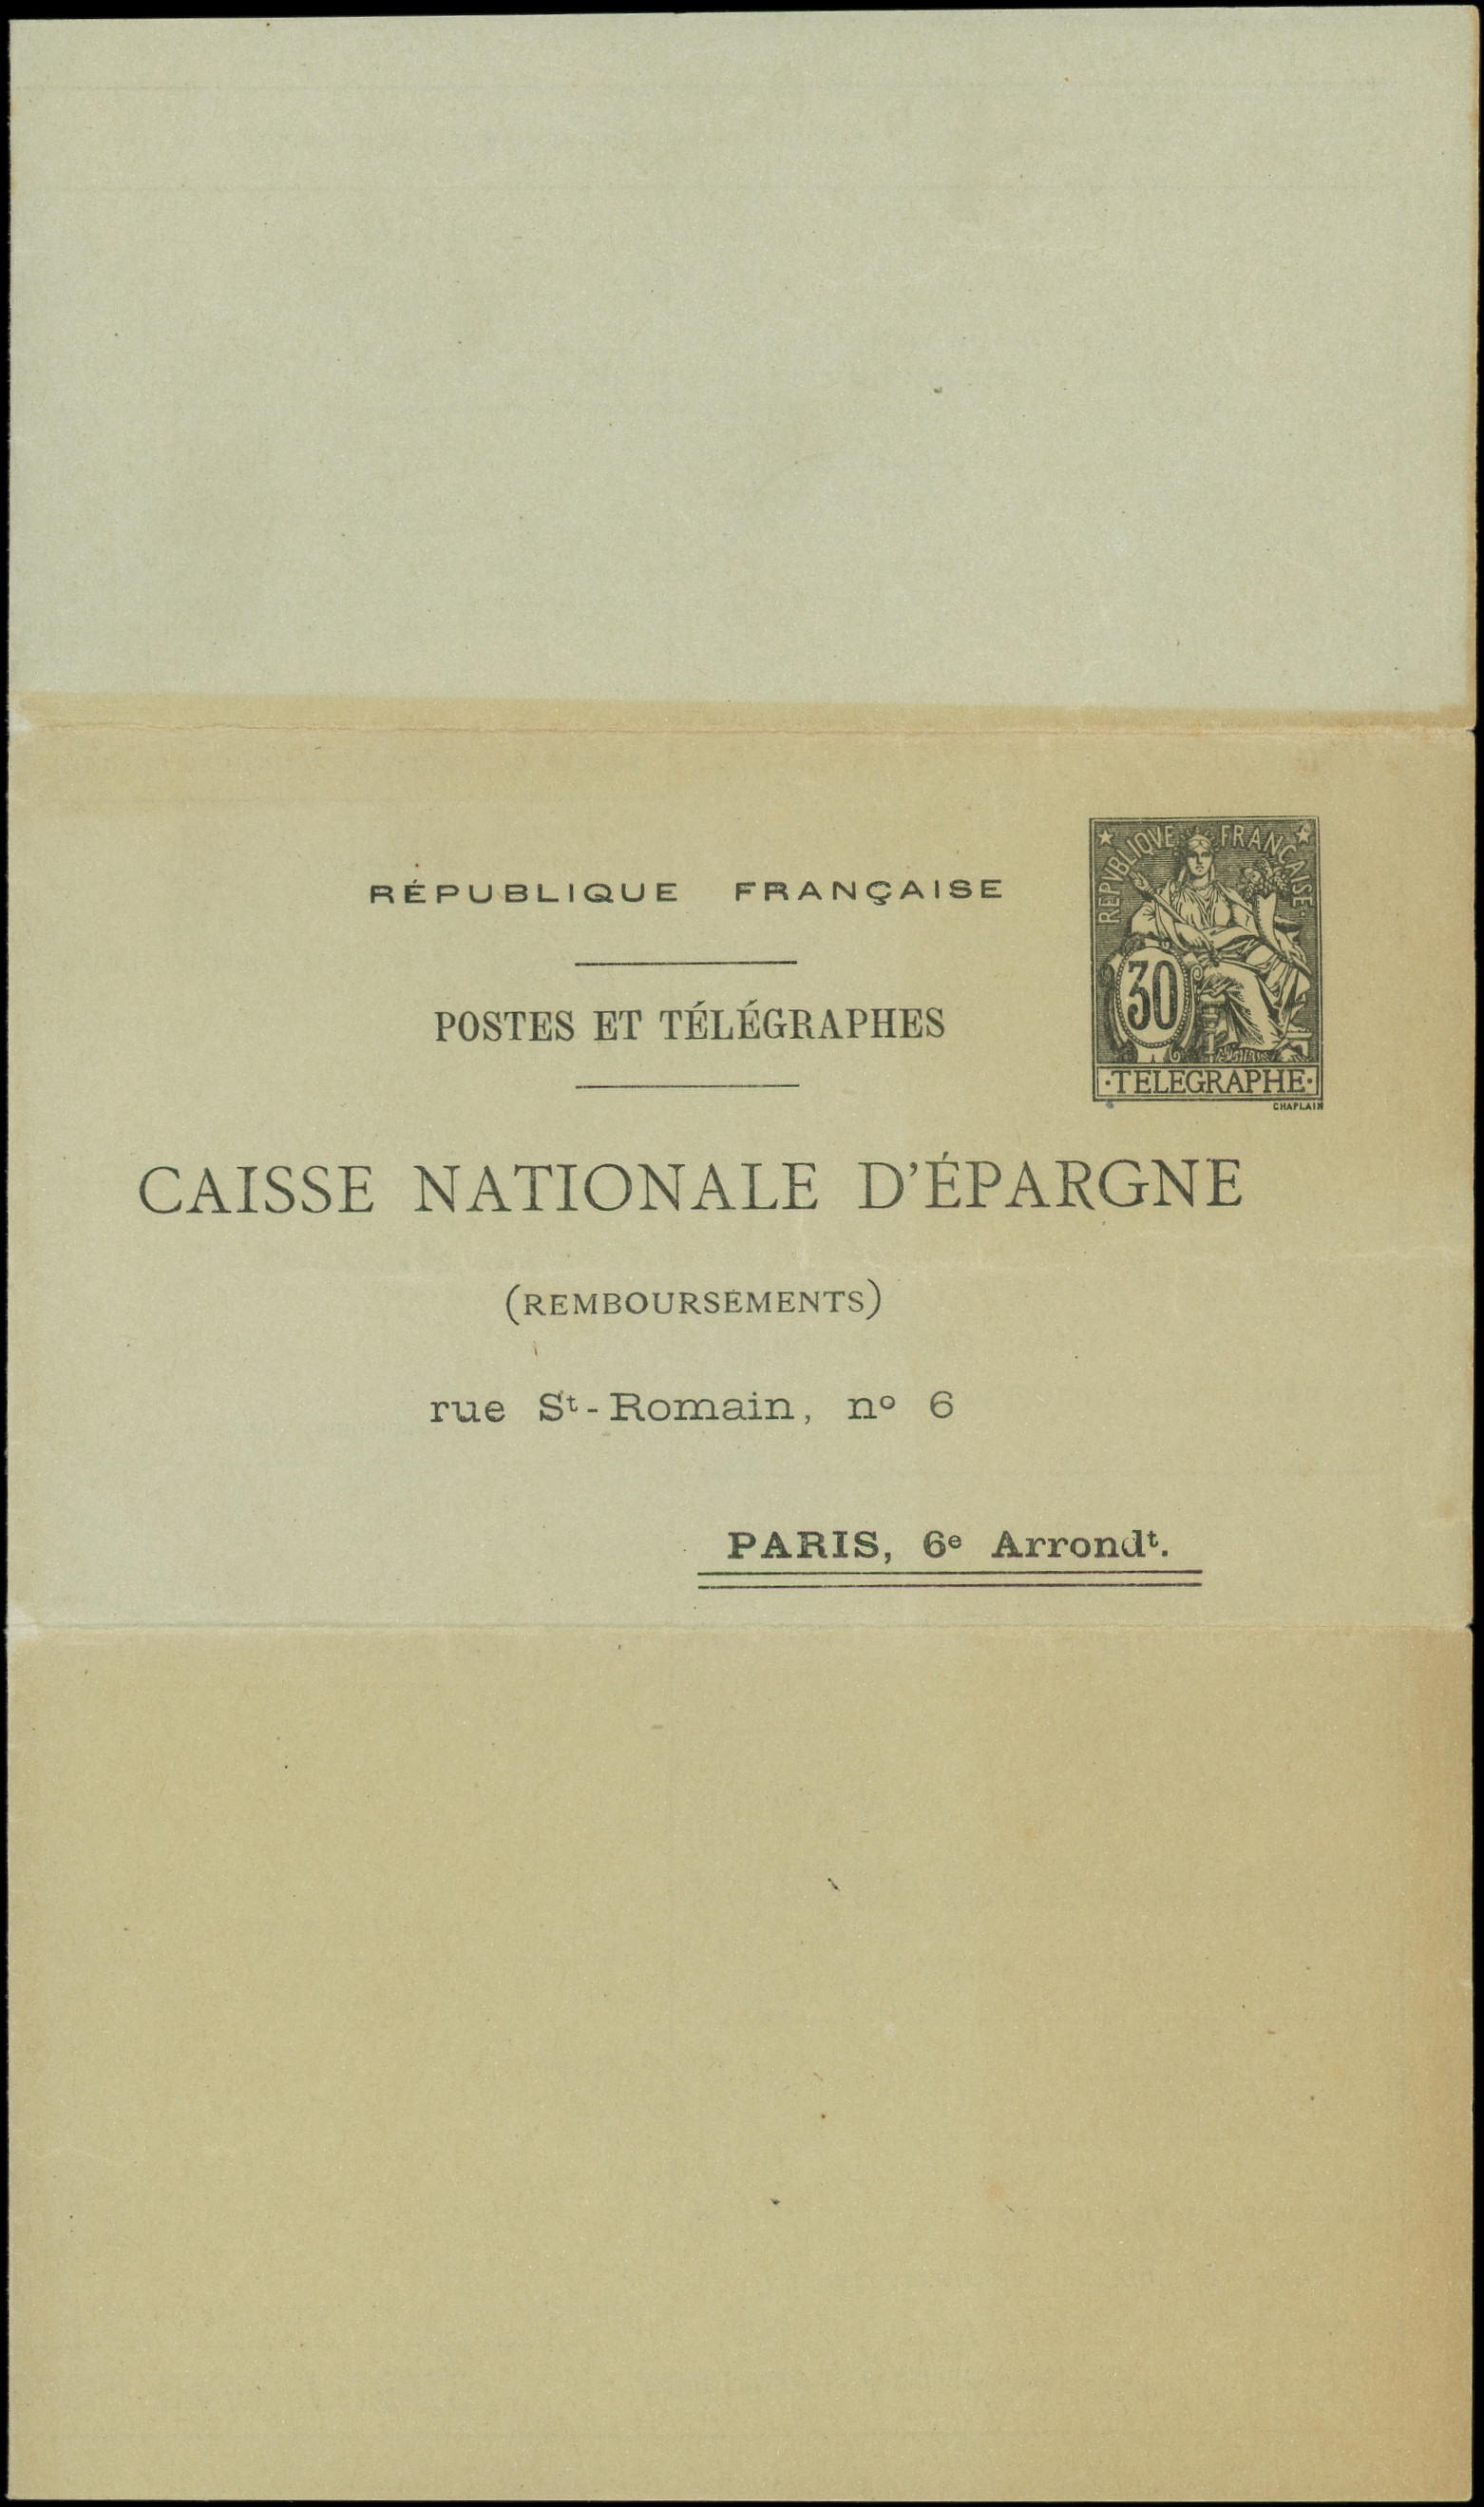 RÉPUBLIQUE FRANÇAISE
POSTES ET TÉLÉGRAPHES
REPVBLIQVE FRANÇAISE
30
·TELEGRAPHE·
CHAPLAIN
CAISSE NATIONALE D'ÉPARGNE
(REMBOURSEMENTS)
rue St-Romain, no 6
PARIS, 6e Arrondt.